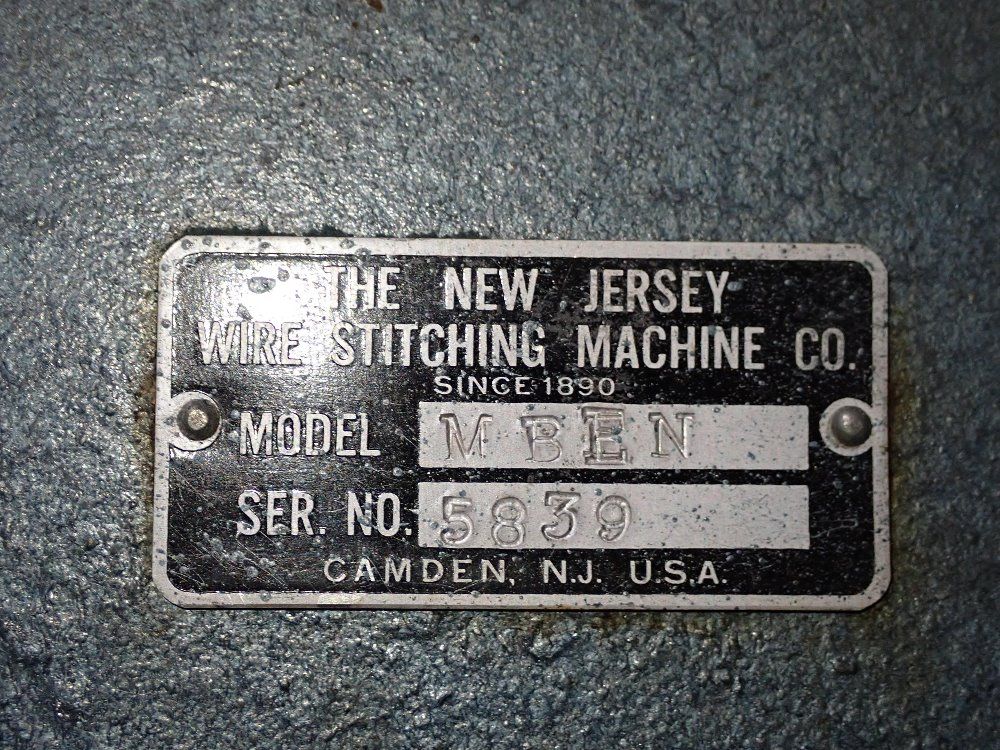 THE NEW JERSEY
WIRE STITCHING MACHINE CO.
SINCE 1890
MODEL MBEN
SER. NO. 5839
CAMDEN, N.J. U.S.A.